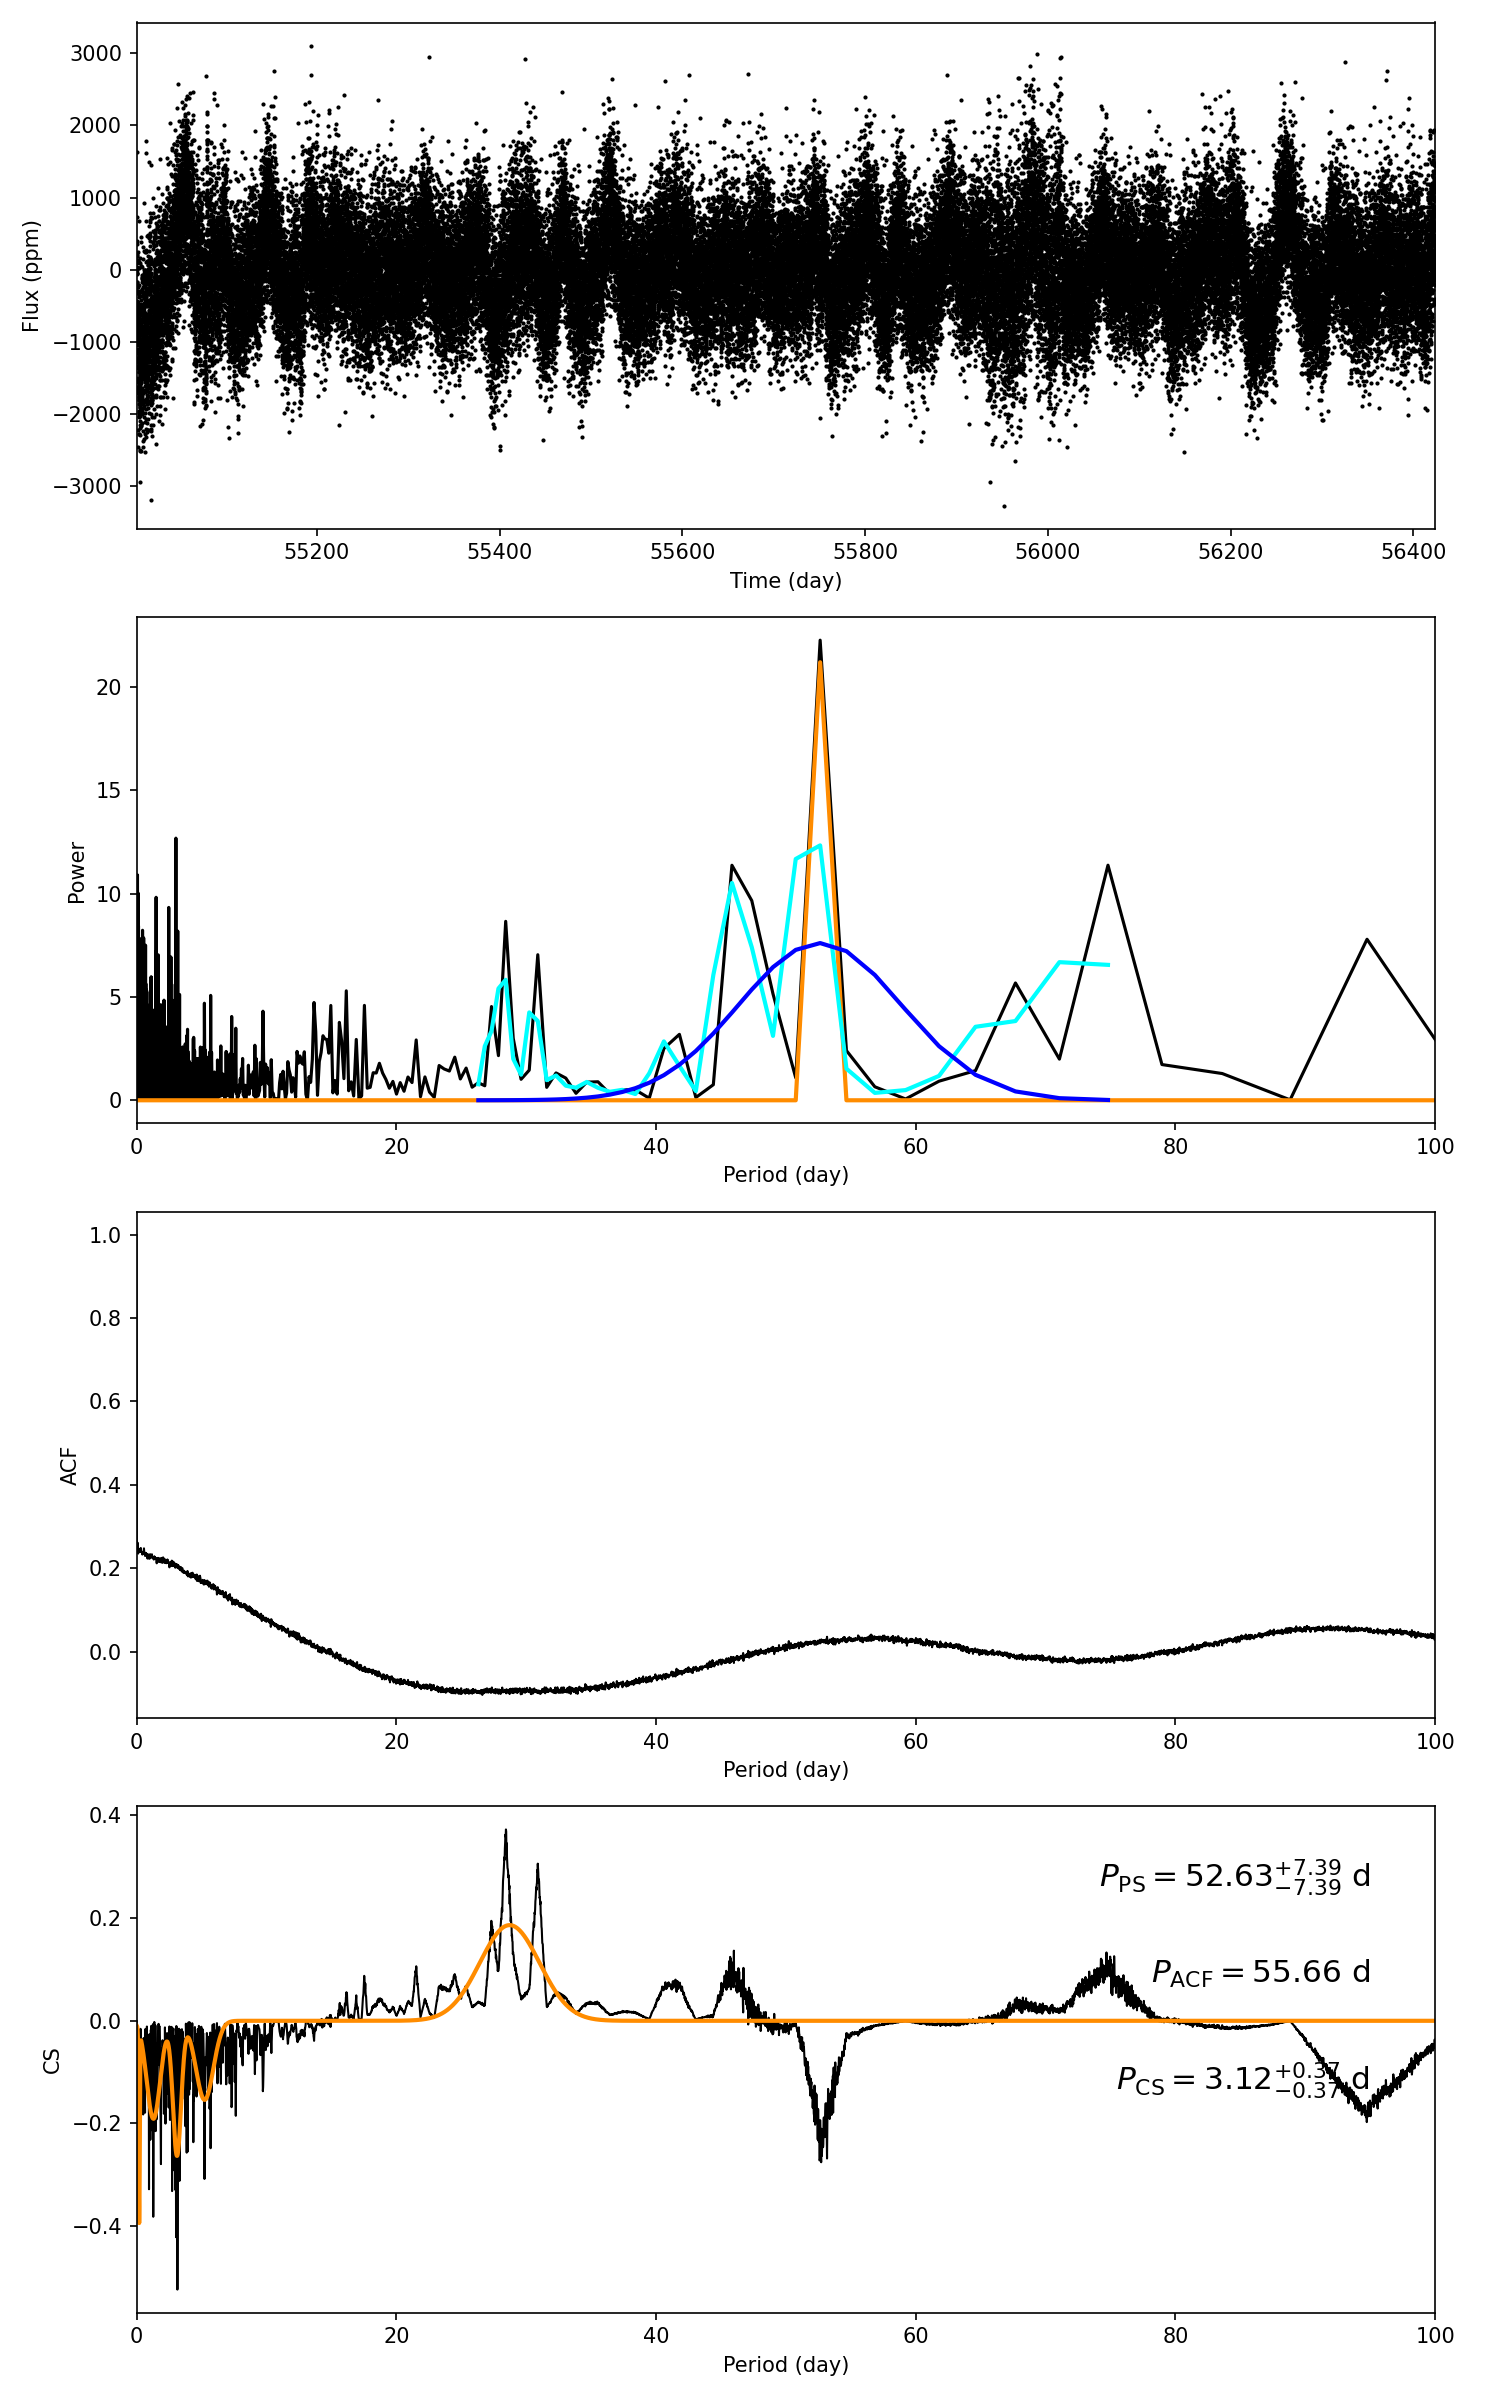 3000
2000
1000
0
−1000
−2000
−3000
Flux (ppm)
55200 55400 55600 55800 56000 56200 56400
Time (day)
20
15
10
5
0
Power
0 20 40 60 80 100
Period (day)
1.0
0.8
0.6
0.4
0.2
0.0
ACF
0 20 40 60 80 100
Period (day)
0.4
0.2
0.0
−0.2
−0.4
CS
P_PS = 52.63^{+7.39}_{−7.39} d
P_ACF = 55.66 d
P_CS = 3.12^{+0.37}_{−0.37} d
0 20 40 60 80 100
Period (day)